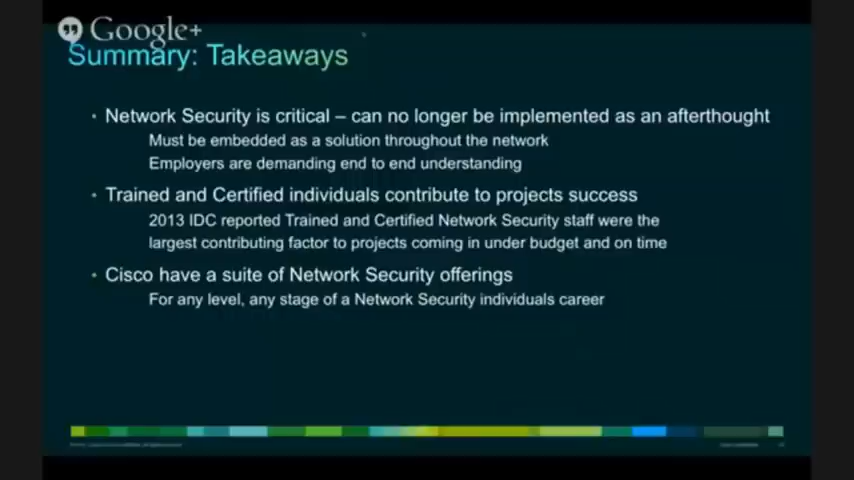 Google+
Summary: Takeaways
Network Security is critical – can no longer be implemented as an afterthought
Must be embedded as a solution throughout the network
Employers are demanding end to end understanding
Trained and Certified individuals contribute to projects success
2013 IDC reported Trained and Certified Network Security staff were the
largest contributing factor to projects coming in under budget and on time
Cisco have a suite of Network Security offerings
For any level, any stage of a Network Security individuals career